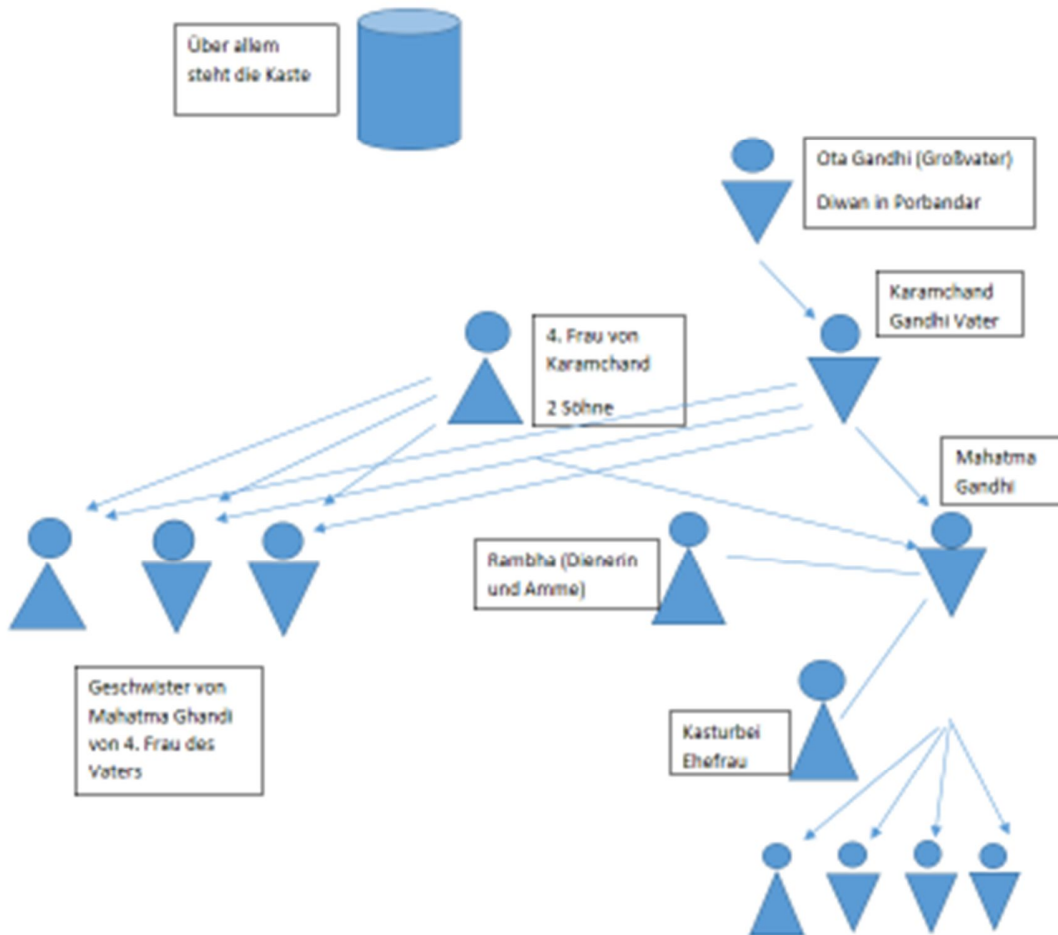 Über allem
steht die Kaste
Ota Gandhi (Großvater)
Diwan in Porbandar
Karamchand
Gandhi Vater
4. Frau von
Karamchand
2 Söhne
Mahatma
Gandhi
Rambha (Dienerin
und Amme)
Geschwister von
Mahatma Ghandi
von 4. Frau des
Vaters
Kasturbei
Ehefrau